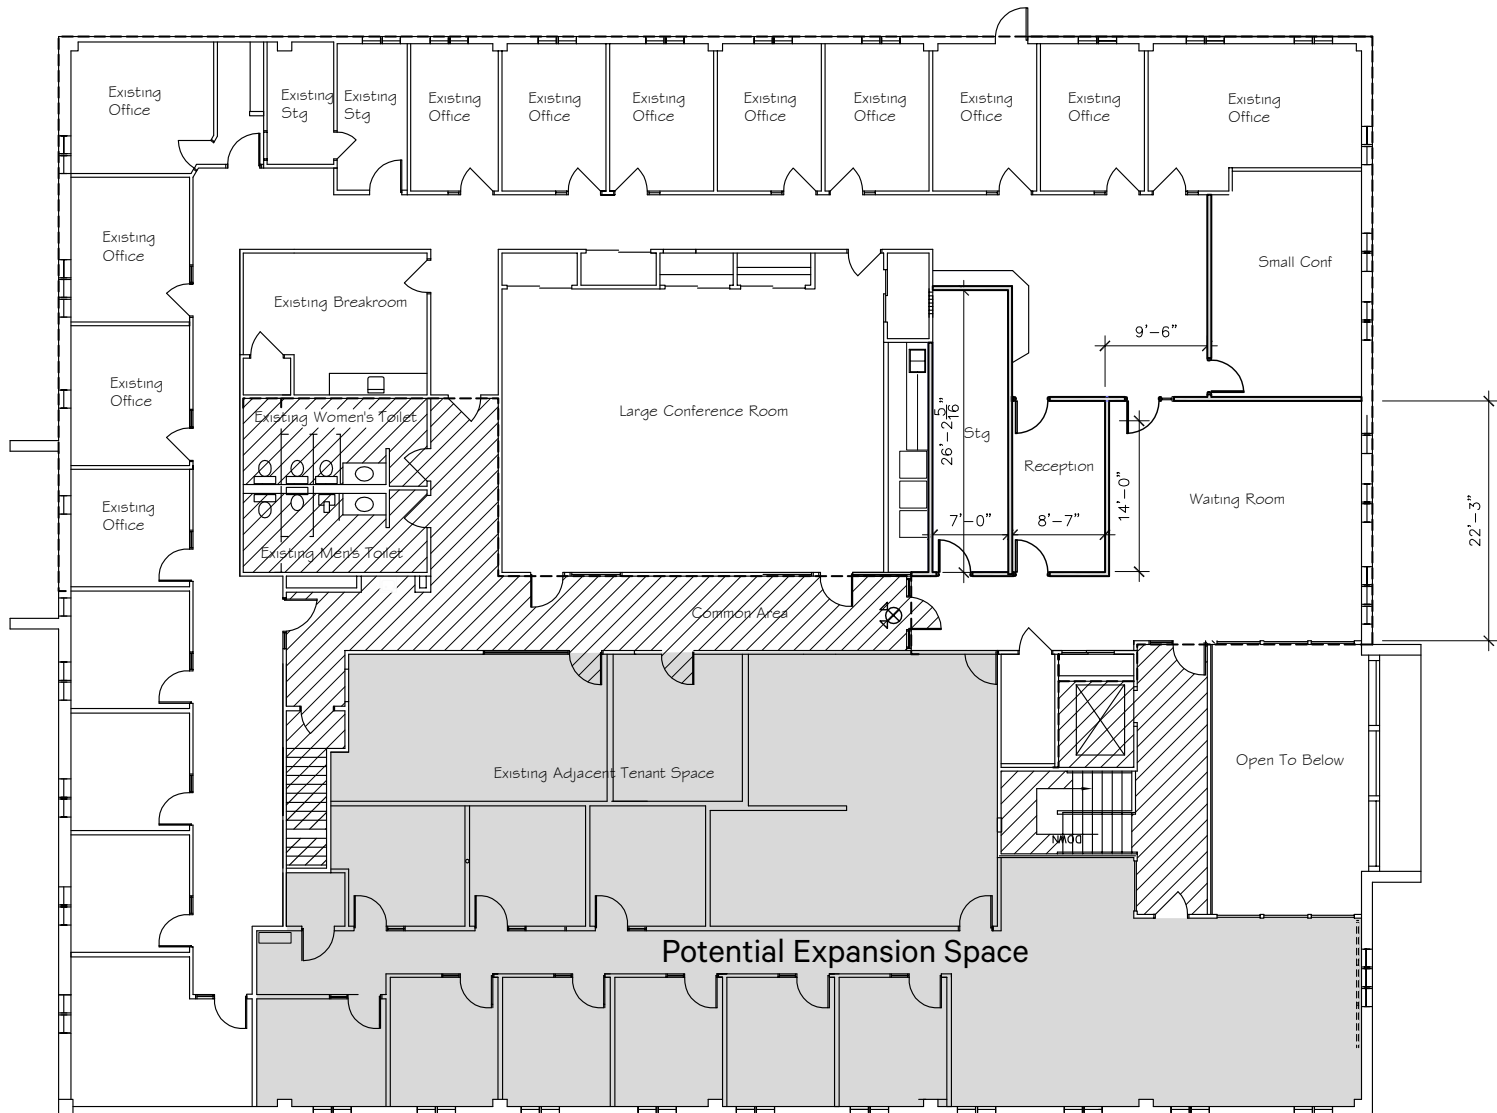 Existing
Office
Existing
Stg
Existing
Stg
Existing
Office
Existing
Office
Existing
Office
Existing
Office
Existing
Office
Existing
Office
Existing
Office
Existing
Office
Existing
Office
Small Conf
Existing Breakroom
9'-6"
Existing
Office
Existing Women's Toilet
Large Conference Room
26'-2 5/16"
Stg
Reception
Waiting Room
14'-0"
22'-3"
Existing
Office
7'-0"
8'-7"
Existing Men's Toilet
Common Area
Existing Adjacent Tenant Space
Open To Below
DOWN
Potential Expansion Space